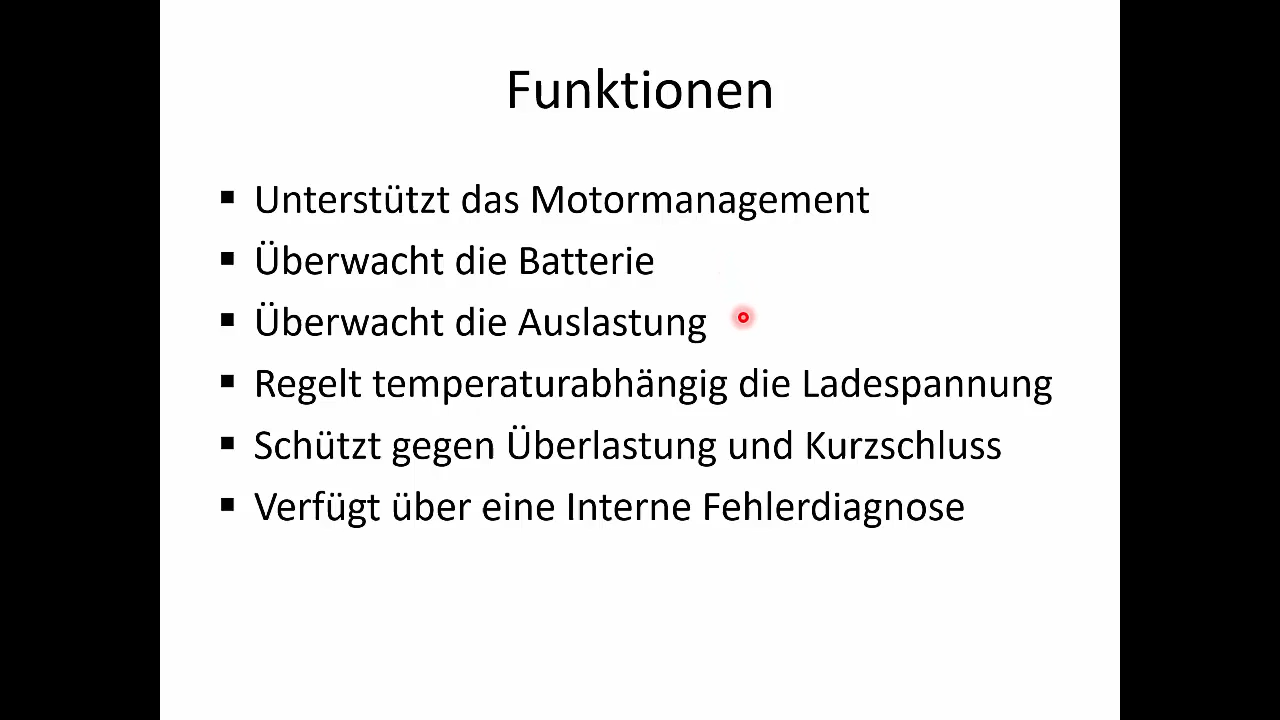 Funktionen
▪ Unterstützt das Motormanagement
▪ Überwacht die Batterie
▪ Überwacht die Auslastung
▪ Regelt temperaturabhängig die Ladespannung
▪ Schützt gegen Überlastung und Kurzschluss
▪ Verfügt über eine Interne Fehlerdiagnose